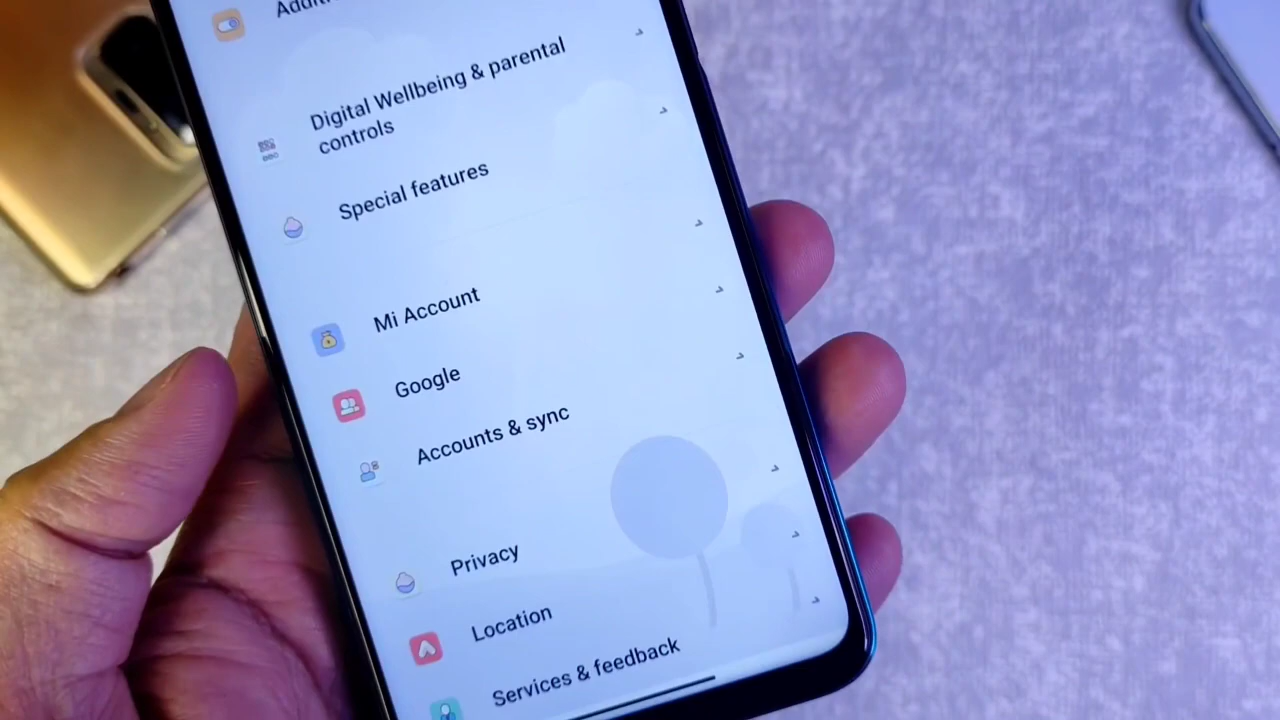 Digital Wellbeing & parental
controls
Special features
Mi Account
Google
Accounts & sync
Privacy
Location
Services & feedback